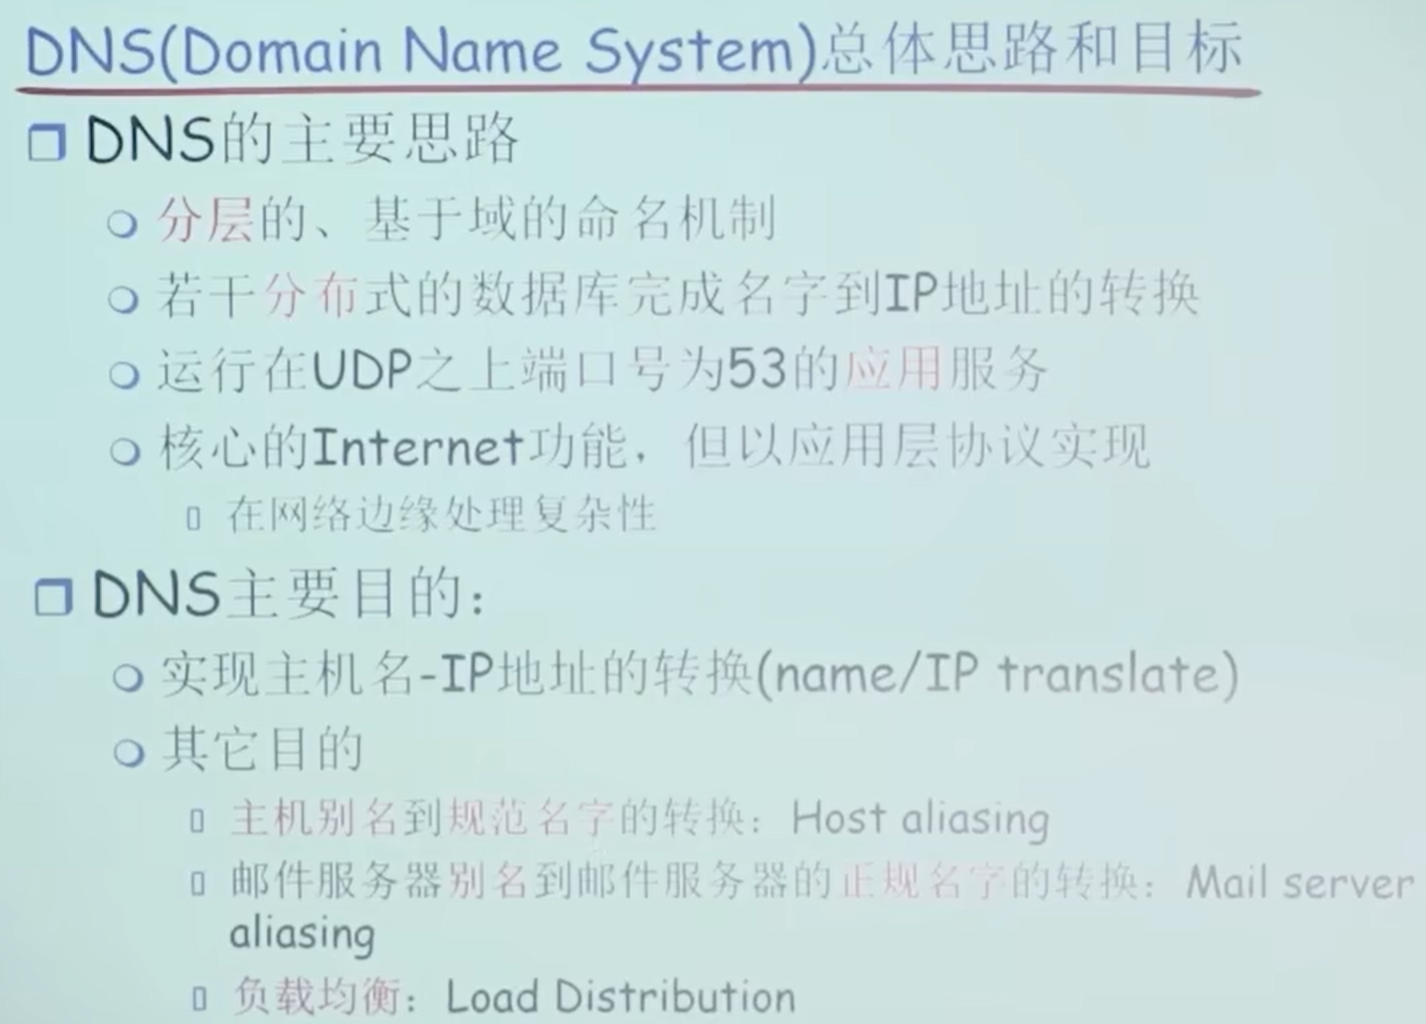 DNS(Domain Name System)总体思路和目标
DNS的主要思路
分层的、基于域的命名机制
若干分布式的数据库完成名字到IP地址的转换
运行在UDP之上端口号为53的应用服务
核心的Internet功能，但以应用层协议实现
在网络边缘处理复杂性
DNS主要目的：
实现主机名-IP地址的转换(name/IP translate)
其它目的
主机别名到规范名字的转换：Host aliasing
邮件服务器别名到邮件服务器的正规名字的转换：Mail server
aliasing
负载均衡：Load Distribution